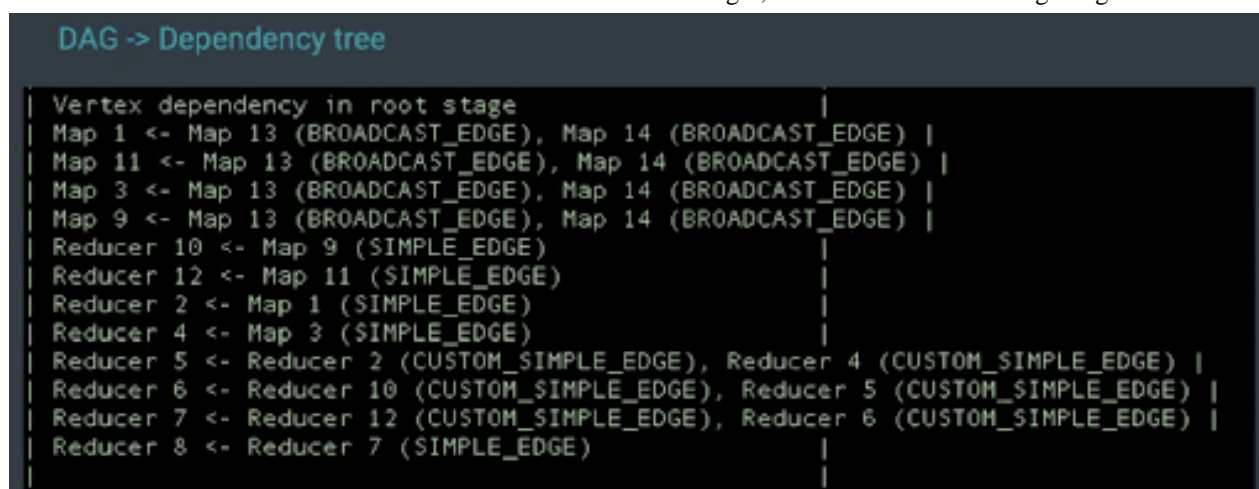 DAG -> Dependency tree
| Vertex dependency in root stage |
| Map 1 <- Map 13 (BROADCAST_EDGE), Map 14 (BROADCAST_EDGE) |
| Map 11 <- Map 13 (BROADCAST_EDGE), Map 14 (BROADCAST_EDGE) |
| Map 3 <- Map 13 (BROADCAST_EDGE), Map 14 (BROADCAST_EDGE) |
| Map 9 <- Map 13 (BROADCAST_EDGE), Map 14 (BROADCAST_EDGE) |
| Reducer 10 <- Map 9 (SIMPLE_EDGE) |
| Reducer 12 <- Map 11 (SIMPLE_EDGE) |
| Reducer 2 <- Map 1 (SIMPLE_EDGE) |
| Reducer 4 <- Map 3 (SIMPLE_EDGE) |
| Reducer 5 <- Reducer 2 (CUSTOM_SIMPLE_EDGE), Reducer 4 (CUSTOM_SIMPLE_EDGE) |
| Reducer 6 <- Reducer 10 (CUSTOM_SIMPLE_EDGE), Reducer 5 (CUSTOM_SIMPLE_EDGE) |
| Reducer 7 <- Reducer 12 (CUSTOM_SIMPLE_EDGE), Reducer 6 (CUSTOM_SIMPLE_EDGE) |
| Reducer 8 <- Reducer 7 (SIMPLE_EDGE) |